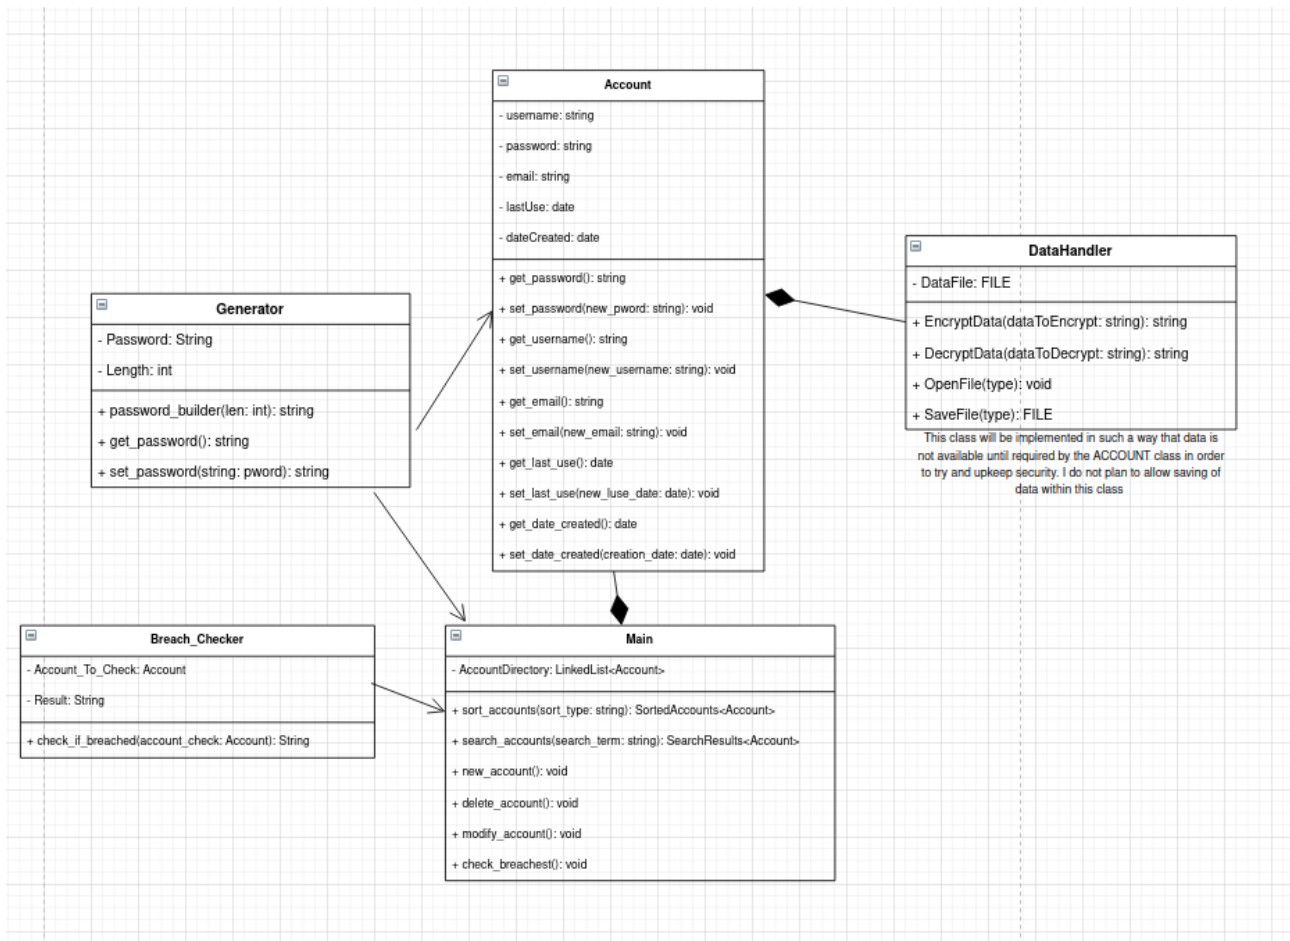 Account
- username: string
- password: string
- email: string
- lastUse: date
- dateCreated: date
+ get_password(): string
+ set_password(new_pword: string): void
+ get_username(): string
+ set_username(new_username: string): void
+ get_email(): string
+ set_email(new_email: string): void
+ get_last_use(): date
+ set_last_use(new_luse_date: date): void
+ get_date_created(): date
+ set_date_created(creation_date: date): void
DataHandler
- DataFile: FILE
+ EncryptData(dataToEncrypt: string): string
+ DecryptData(dataToDecrypt: string): string
+ OpenFile(type): void
+ SaveFile(type): FILE
This class will be implemented in such a way that data is
not available until required by the ACCOUNT class in order
to try and upkeep security. I do not plan to allow saving of
data within this class
Generator
- Password: String
- Length: int
+ password_builder(len: int): string
+ get_password(): string
+ set_password(string: pword): string
Breach_Checker
- Account_To_Check: Account
- Result: String
+ check_if_breached(account_check: Account): String
Main
- AccountDirectory: LinkedList<Account>
+ sort_accounts(sort_type: string): SortedAccounts<Account>
+ search_accounts(search_term: string): SearchResults<Account>
+ new_account(): void
+ delete_account(): void
+ modify_account(): void
+ check_breachest(): void